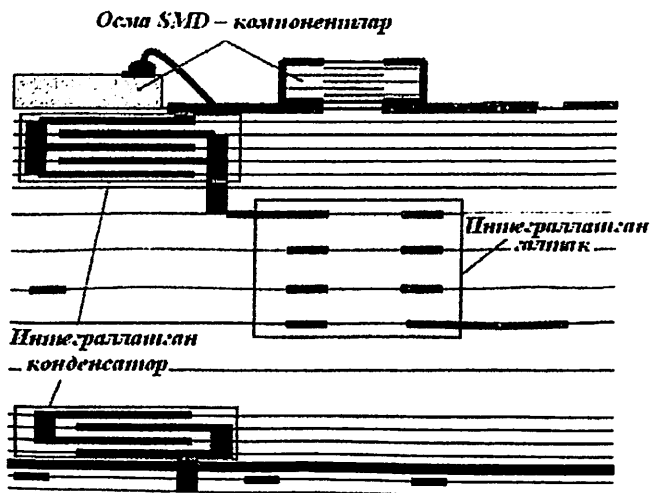 Осма SMD – компонентлар
Интеграллашган
ғалтак
Интеграллашган
конденсатор